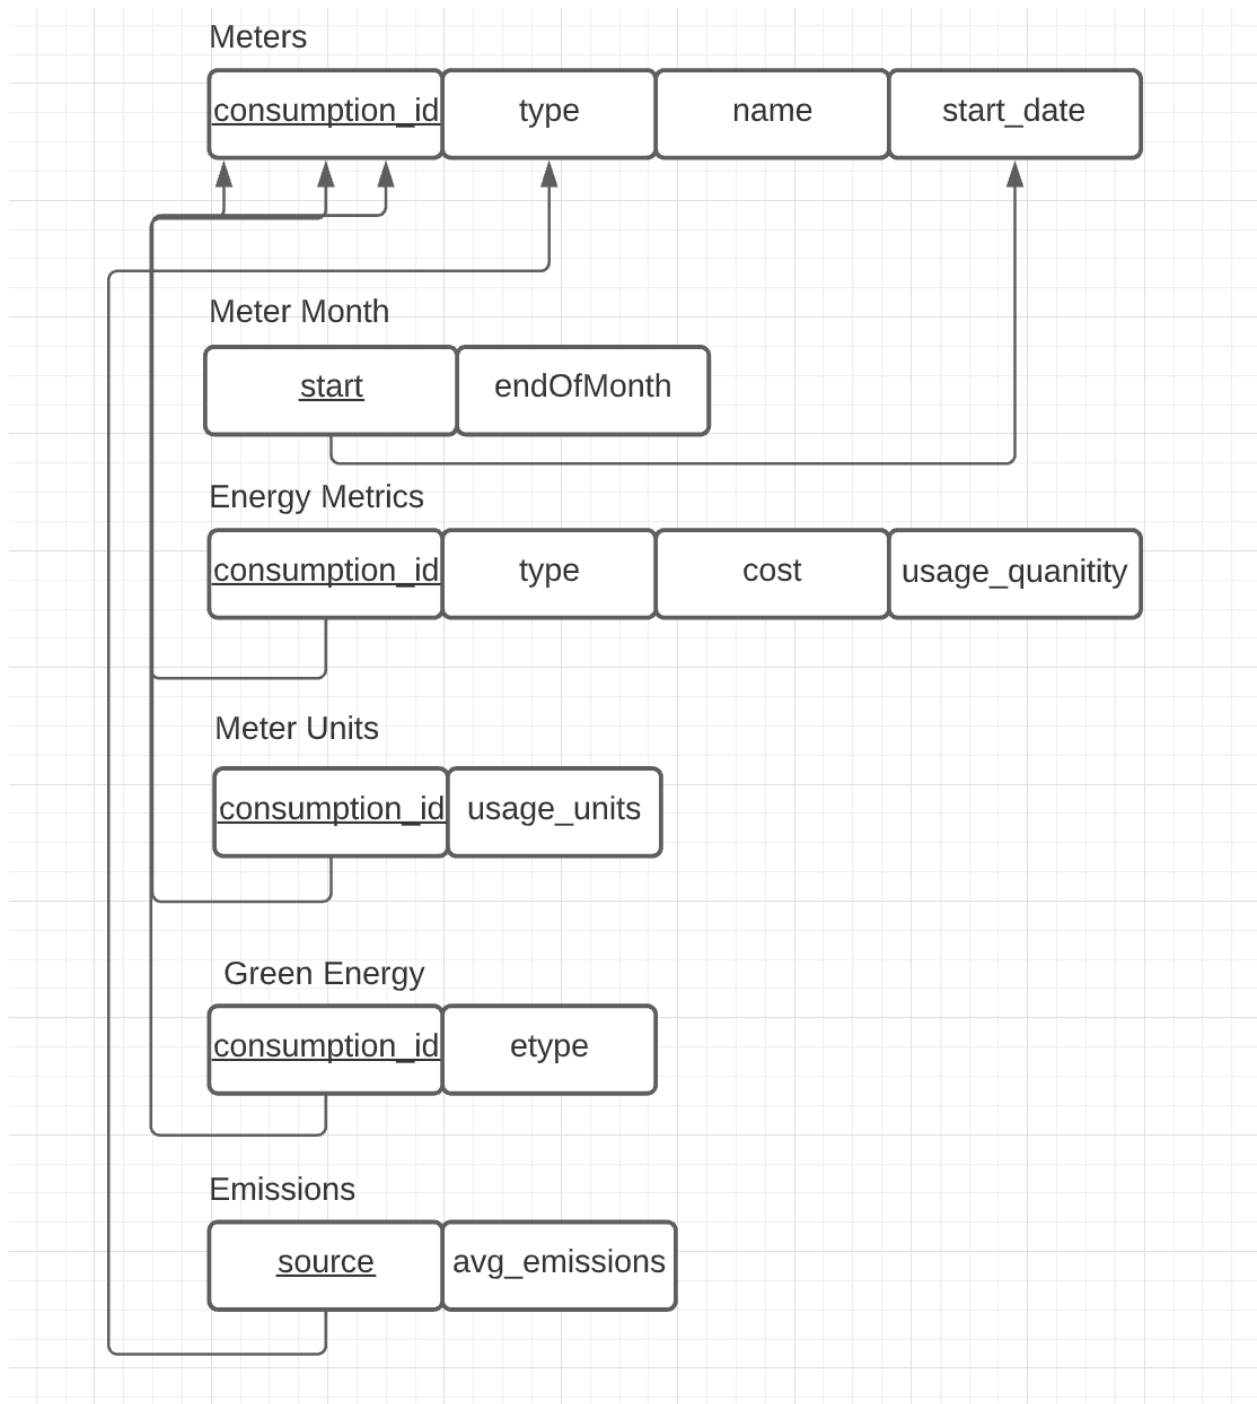 Meters
consumption_id type name start_date
Meter Month
start endOfMonth
Energy Metrics
consumption_id type cost usage_quanitity
Meter Units
consumption_id usage_units
Green Energy
consumption_id etype
Emissions
source avg_emissions